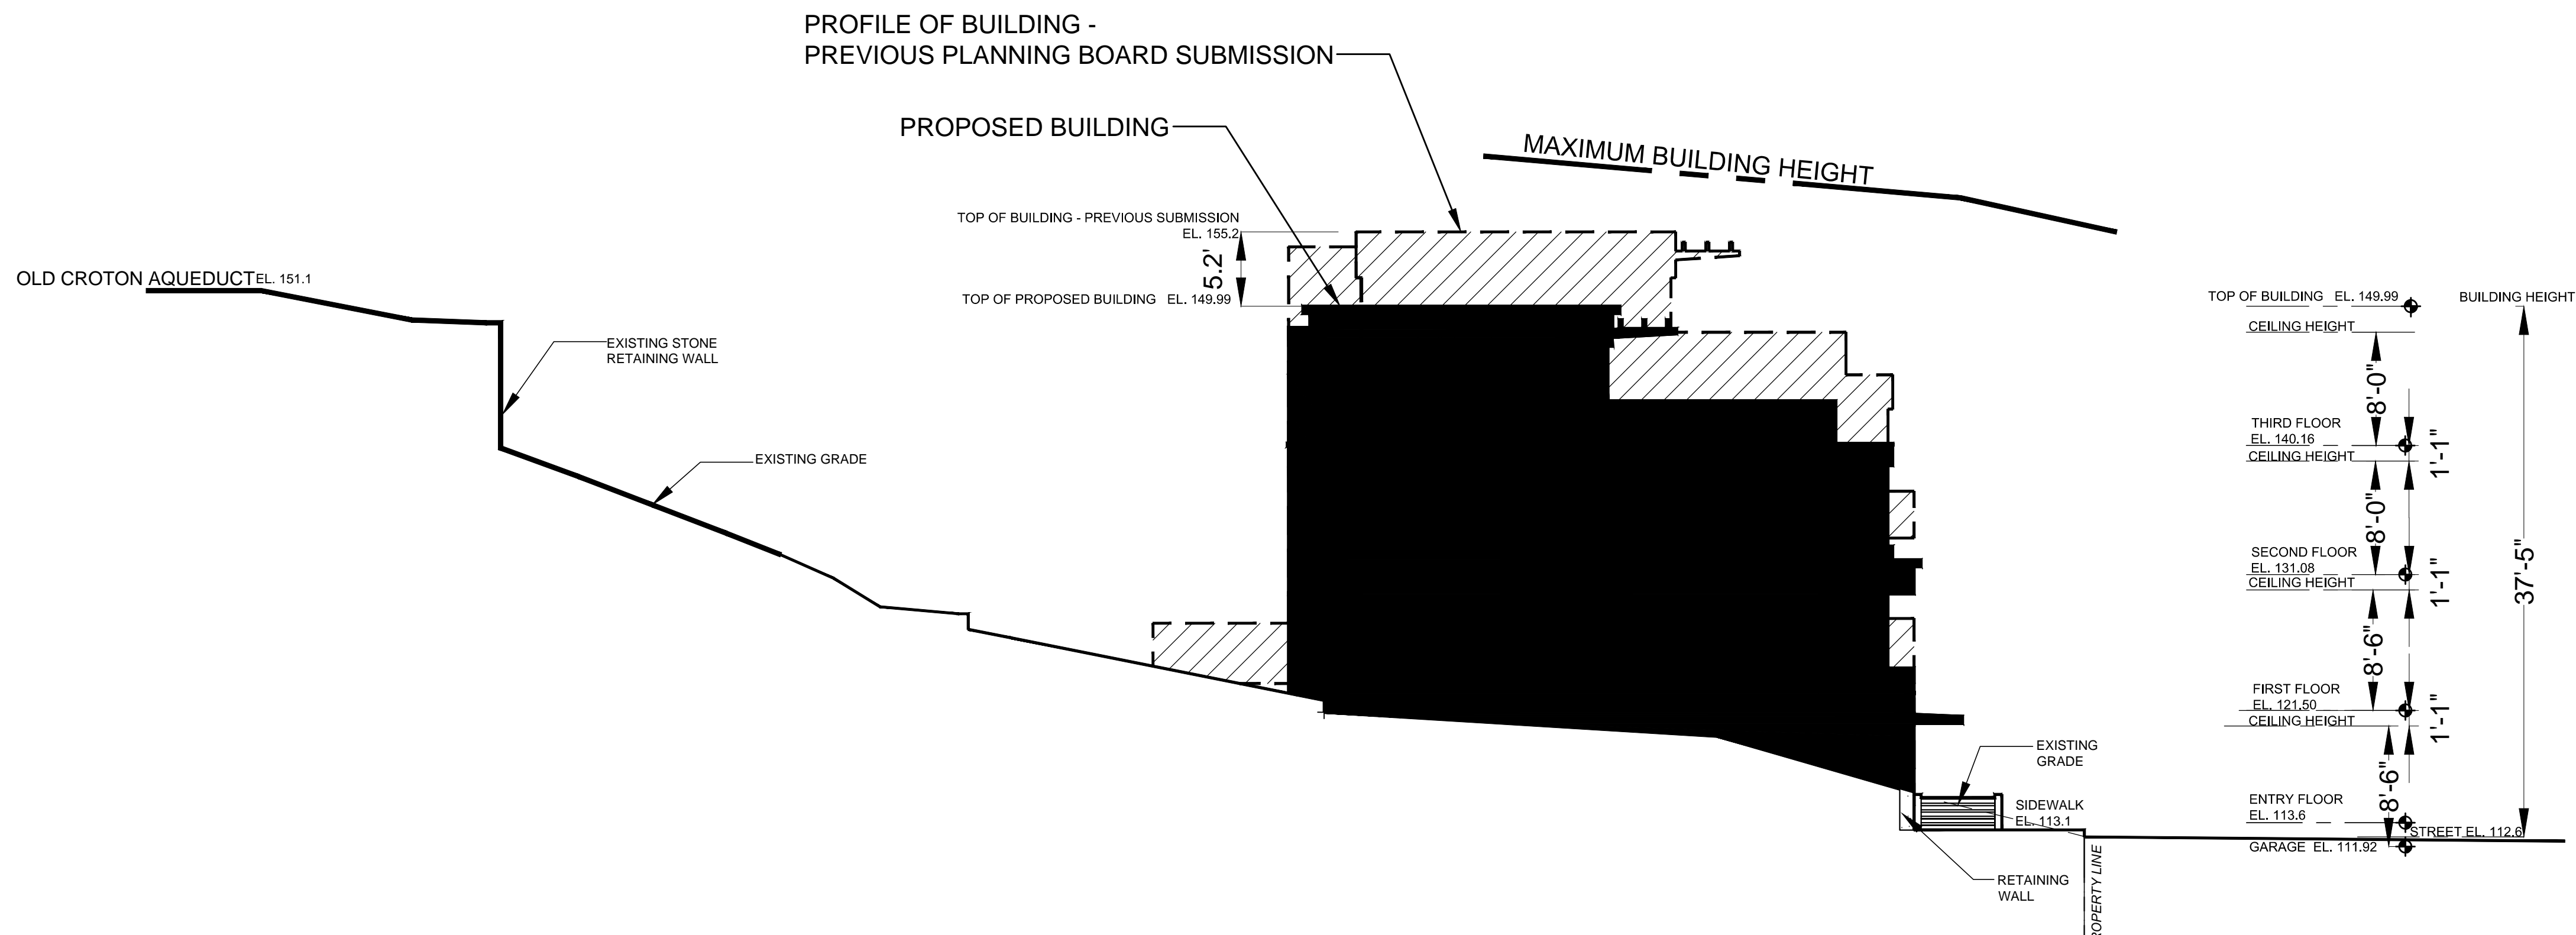 PROFILE OF BUILDING -
PREVIOUS PLANNING BOARD SUBMISSION
PROPOSED BUILDING
MAXIMUM BUILDING HEIGHT
TOP OF BUILDING - PREVIOUS SUBMISSION
EL. 155.2
5.2'
TOP OF PROPOSED BUILDING EL. 149.99
OLD CROTON AQUEDUCT EL. 151.1
EXISTING STONE
RETAINING WALL
EXISTING GRADE
TOP OF BUILDING EL. 149.99
BUILDING HEIGHT
CEILING HEIGHT
8'-0"
THIRD FLOOR
EL. 140.16
CEILING HEIGHT
1'-1"
8'-0"
SECOND FLOOR
EL. 131.08
CEILING HEIGHT
1'-1"
37'-5"
8'-6"
FIRST FLOOR
EL. 121.50
CEILING HEIGHT
1'-1"
8'-6"
EXISTING
GRADE
SIDEWALK
EL. 113.1
ENTRY FLOOR
EL. 113.6
STREET EL. 112.6
GARAGE EL. 111.92
RETAINING
WALL
ROPERTY LINE